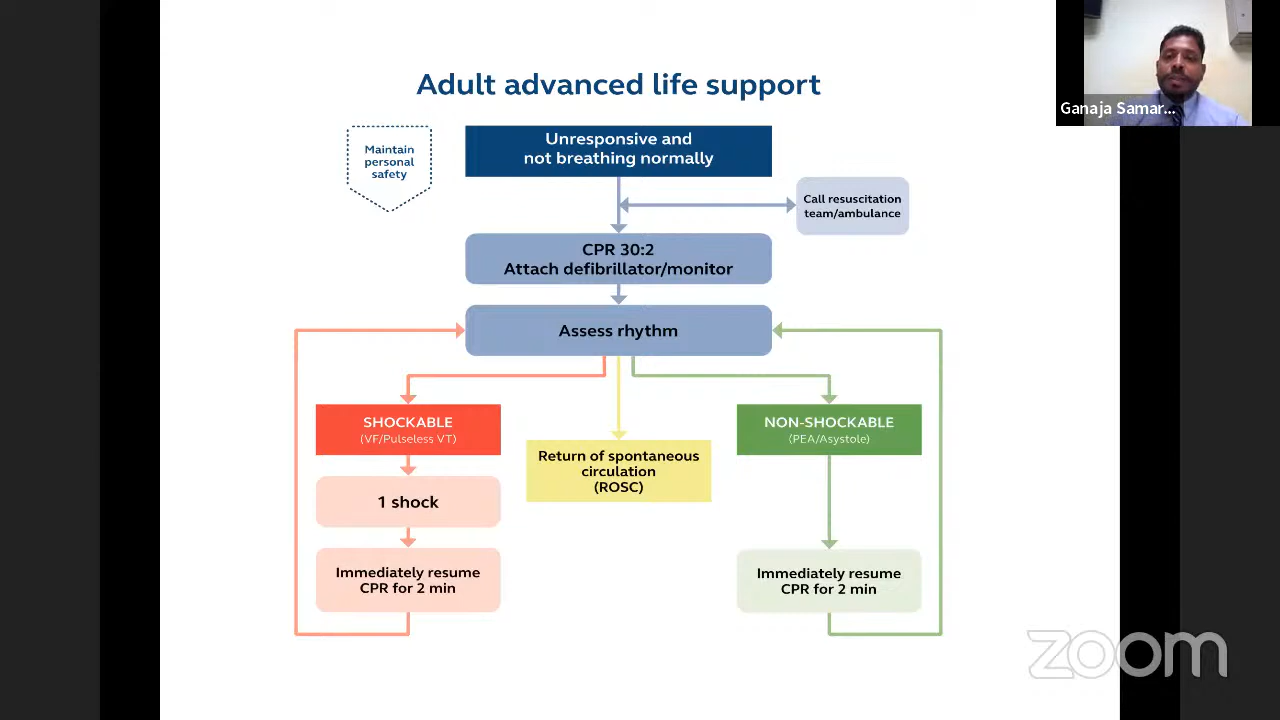 Adult advanced life support
Maintain
personal
safety
Unresponsive and
not breathing normally
Call resuscitation
team/ambulance
CPR 30:2
Attach defibrillator/monitor
Assess rhythm
SHOCKABLE
(VF/Pulseless VT)
1 shock
Immediately resume
CPR for 2 min
Return of spontaneous
circulation
(ROSC)
NON-SHOCKABLE
(PEA/Asystole)
Immediately resume
CPR for 2 min
Ganaja Samar...
zoom